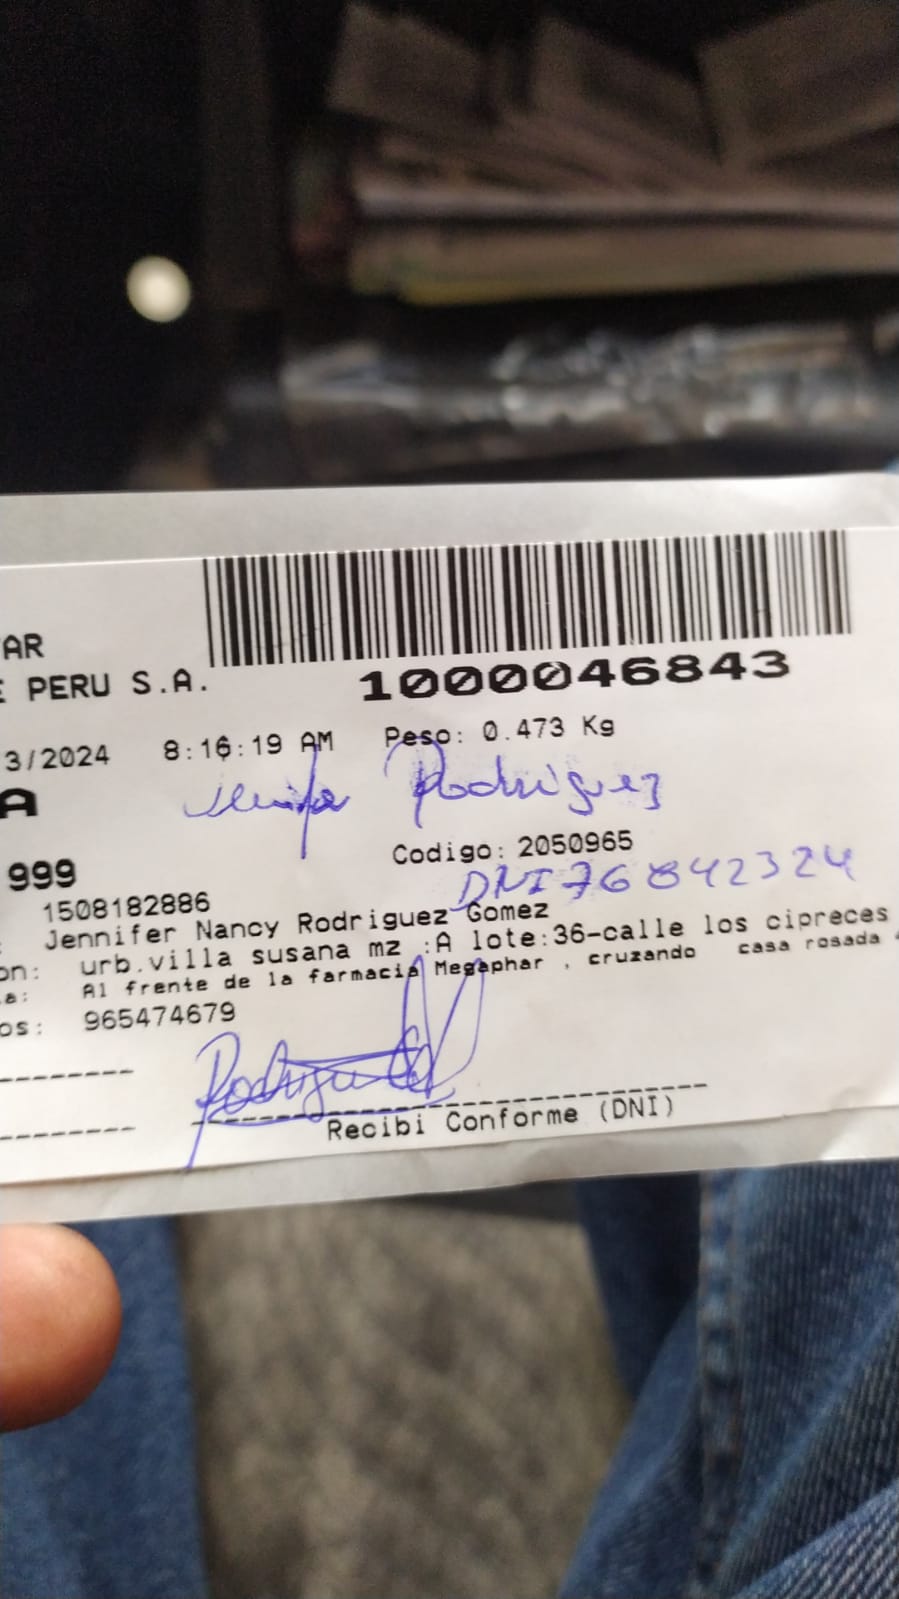 AR
E PERU S.A.
1000046843
3/2024 8:16:19 AM Peso: 0.473 Kg
A
Rodriguez
Codigo: 2050965
999
DNI 76842324
1508182886
: Jennifer Nancy Rodriguez Gomez
on: urb.villa susana mz :A lote:36-calle los cipreces
a: Al frente de la farmacia Megaphar , cruzando casa rosada
os: 965474679
Recibi Conforme (DNI)